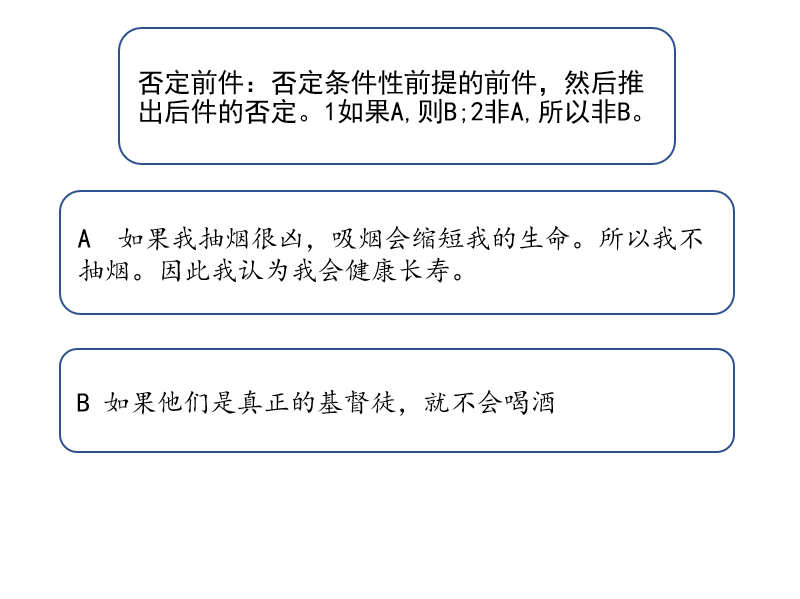 否定前件：否定条件性前提的前件，然后推
出后件的否定。1如果A,则B;2非A,所以非B。
A 如果我抽烟很凶，吸烟会缩短我的生命。所以我不
抽烟。因此我认为我会健康长寿。
B 如果他们是真正的基督徒，就不会喝酒